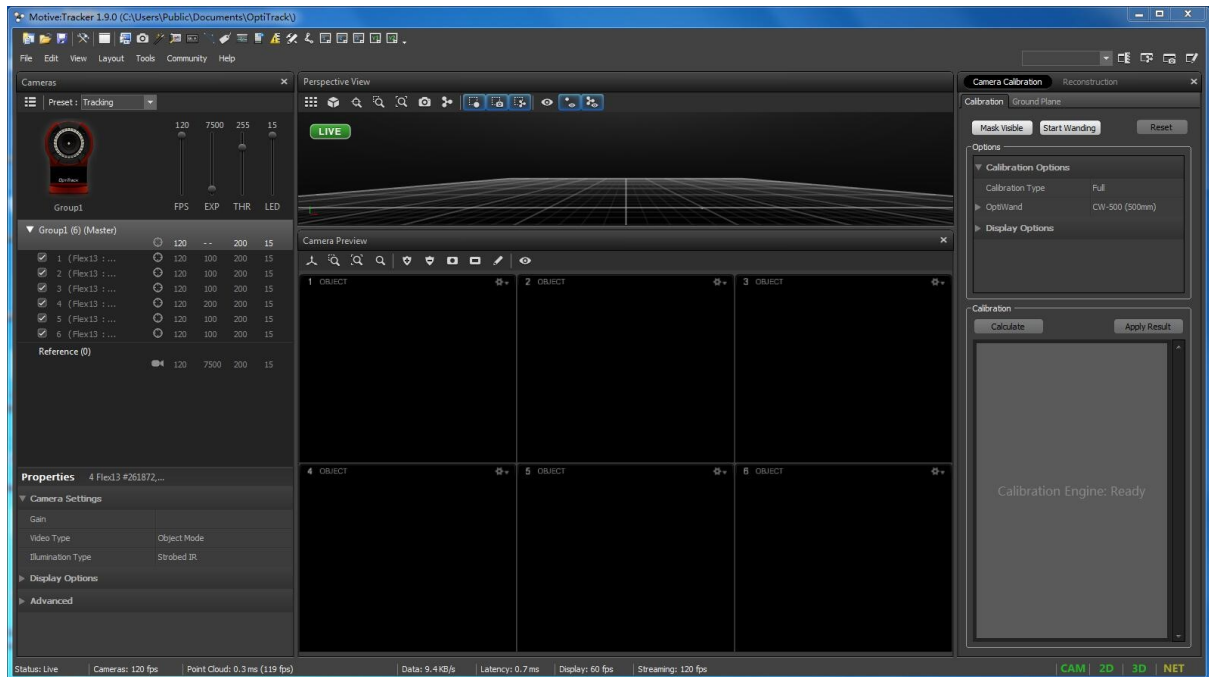 Motive:Tracker 1.9.0 (C:\Users\Public\Documents\OptiTrack\)
File Edit View Layout Tools Community Help
Cameras
Preset : Tracking
120 7500 255 15
OptiTrack
Group1 FPS EXP THR LED
Group1 (6) (Master)
120 -- 200 15
1 (Flex13 : ... 120 100 200 15
2 (Flex13 : ... 120 100 200 15
3 (Flex13 : ... 120 100 200 15
4 (Flex13 : ... 120 200 200 15
5 (Flex13 : ... 120 100 200 15
6 (Flex13 : ... 120 100 200 15
Reference (0)
120 7500 200 15
Properties 4 Flex13 #261872,...
Camera Settings
Gain
Video Type Object Mode
Illumination Type Strobed IR
Display Options
Advanced
Perspective View
LIVE
Camera Preview
1 OBJECT 2 OBJECT 3 OBJECT
4 OBJECT 5 OBJECT 6 OBJECT
Camera Calibration Reconstruction
Calibration Ground Plane
Mask Visible Start Wanding Reset
Options
Calibration Options
Calibration Type Full
OptiWand CW-500 (500mm)
Display Options
Calibration
Calculate Apply Result
Calibration Engine: Ready
Status: Live Cameras: 120 fps Point Cloud: 0.3 ms (119 fps) Data: 9.4 KB/s Latency: 0.7 ms Display: 60 fps Streaming: 120 fps CAM 2D 3D NET